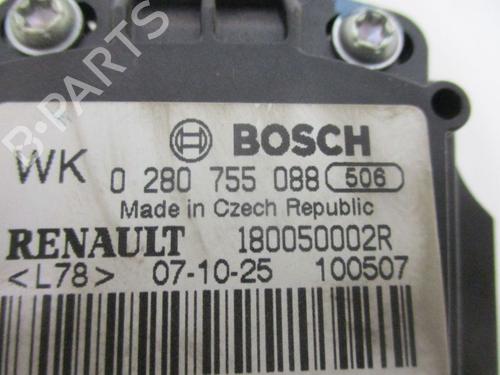 BOSCH
WK 0 280 755 088 506
Made in Czech Republic
RENAULT 180050002R
<L78> 07-10-25 100507
B-PARTS